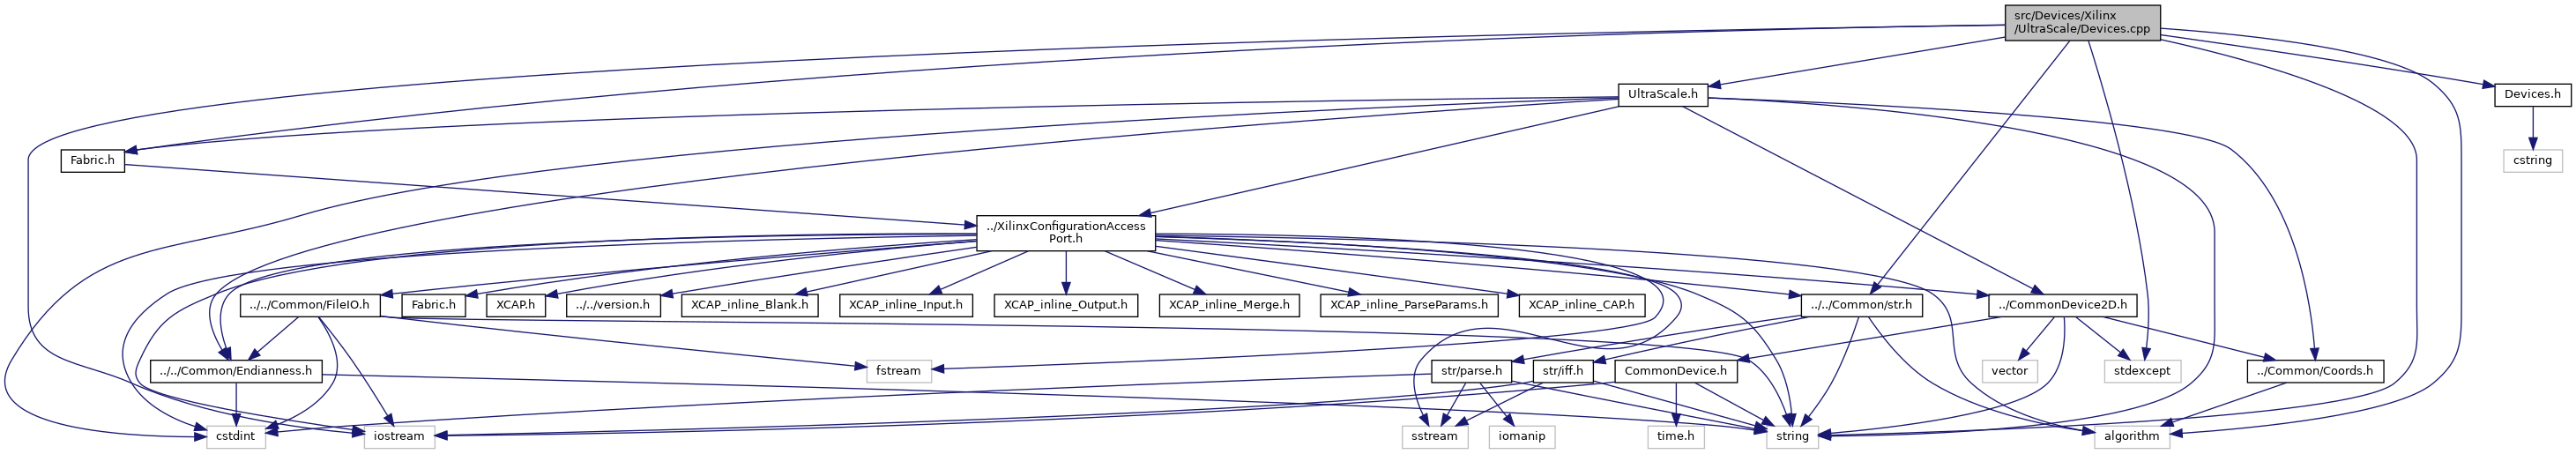 src/Devices/Xilinx
/UltraScale/Devices.cpp
UltraScale.h
Devices.h
Fabric.h
cstring
../XilinxConfigurationAccess
Port.h
../../Common/FileIO.h
Fabric.h
XCAP.h
../../version.h
XCAP_inline_Blank.h
XCAP_inline_Input.h
XCAP_inline_Output.h
XCAP_inline_Merge.h
XCAP_inline_ParseParams.h
XCAP_inline_CAP.h
../../Common/str.h
../CommonDevice2D.h
../../Common/Endianness.h
fstream
str/parse.h
str/iff.h
CommonDevice.h
vector
stdexcept
../Common/Coords.h
cstdint
iostream
sstream
iomanip
time.h
string
algorithm